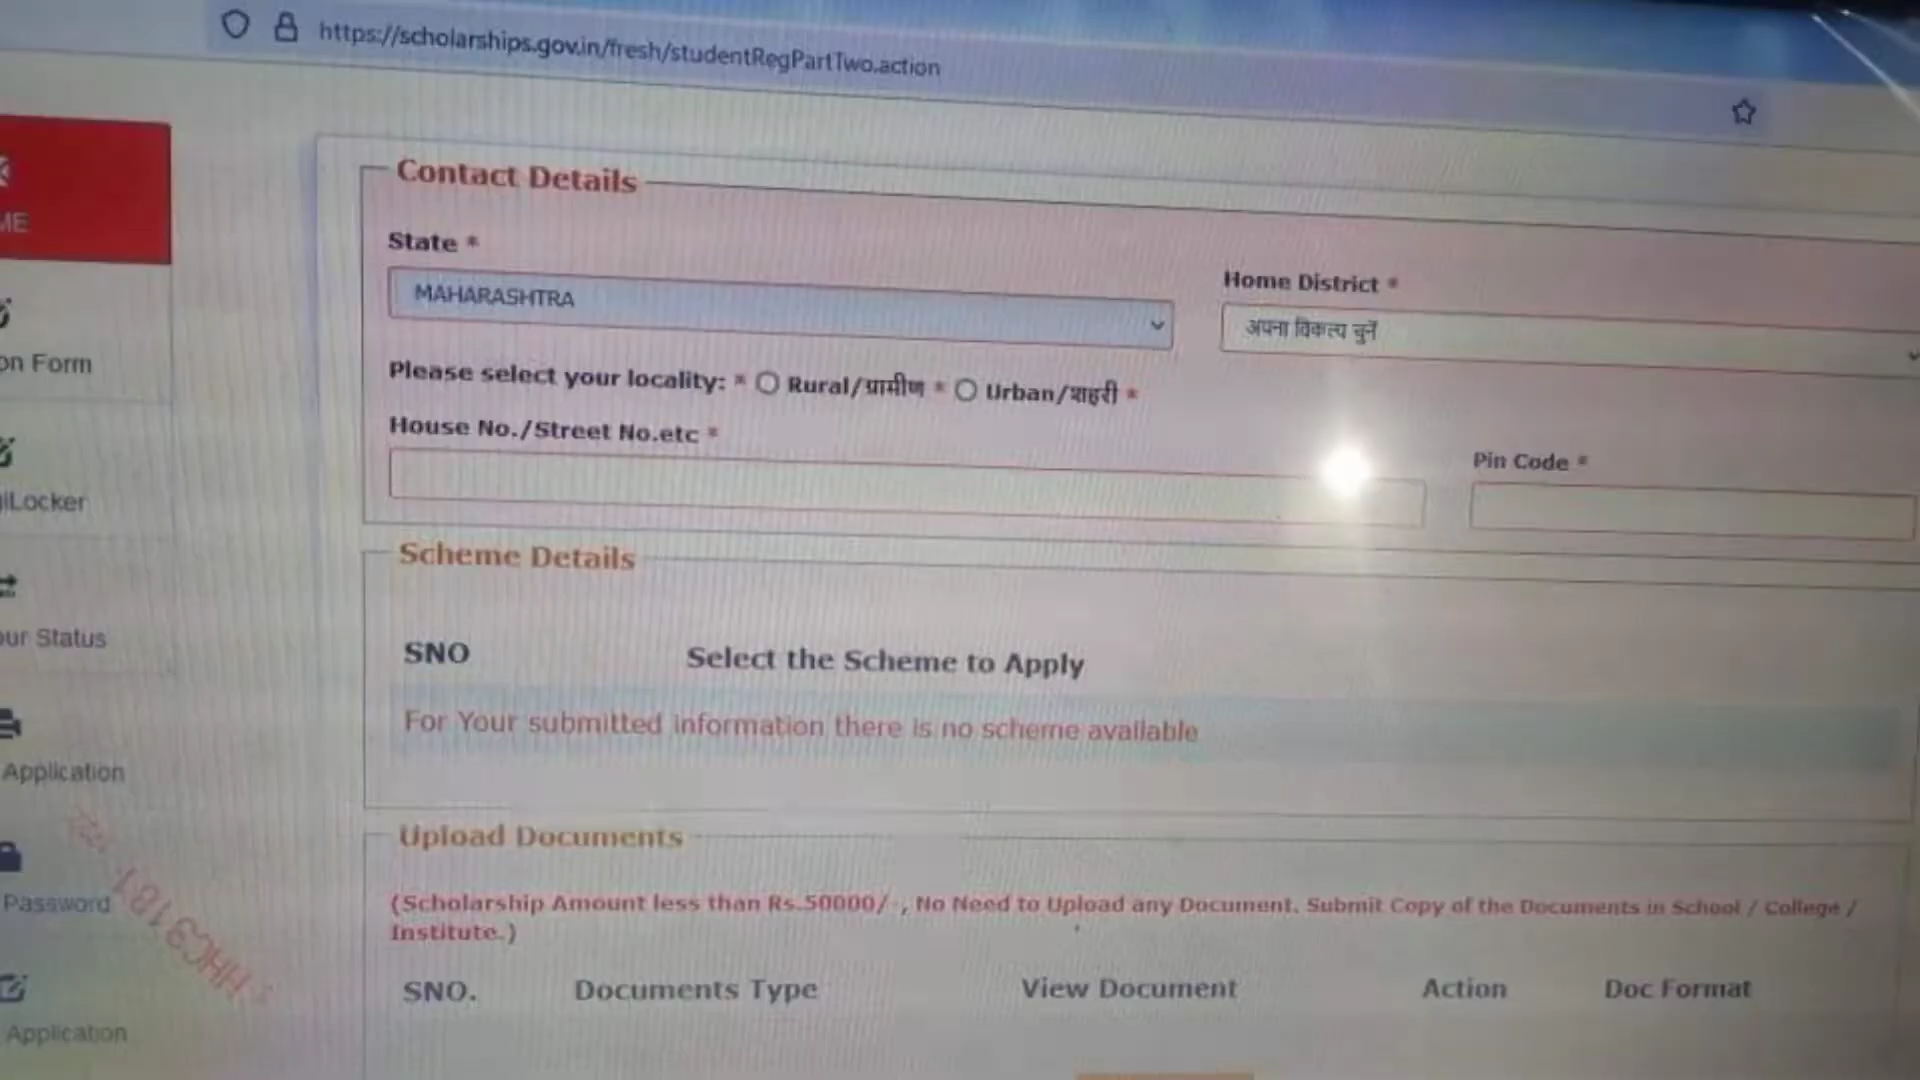 https://scholarships.gov.in/fresh/studentRegPartTwo.action
ME
Contact Details
State *
Home District *
MAHARASHTRA
अपना विकल्प चुनें
on Form
Please select your locality: * Rural/ग्रामीण * Urban/शहरी *
House No./Street No.etc *
Pin Code *
giLocker
Scheme Details
our Status
SNO
Select the Scheme to Apply
For Your submitted information there is no scheme available
Application
Upload Documents
Password
(Scholarship Amount less than Rs.50000/-, No Need to Upload any Document. Submit Copy of the Documents in School / College /
Institute.)
SNO.
Documents Type
View Document
Action
Doc Format
Application